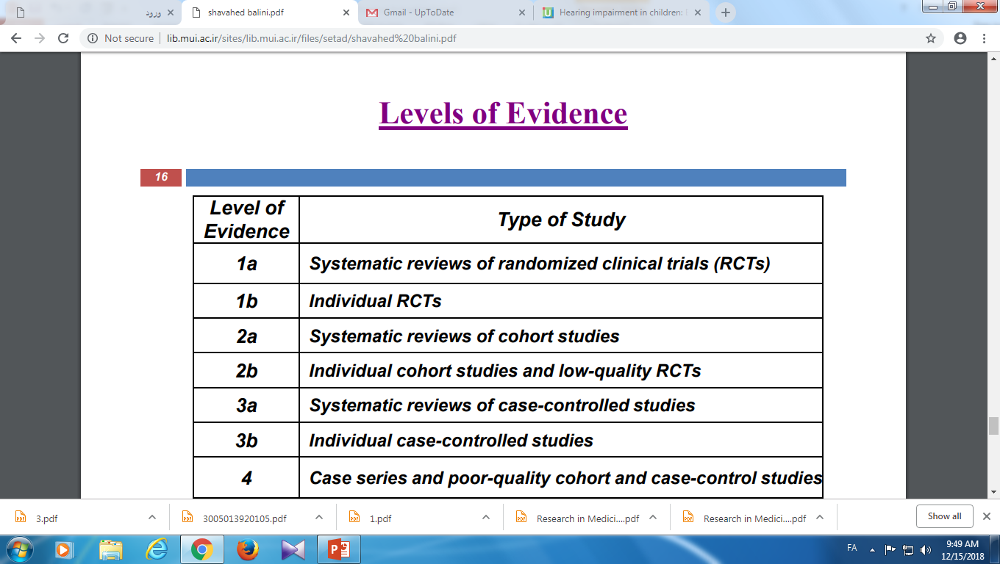 ورود
shavahed balini.pdf
Gmail - UpToDate
Hearing impairment in children:
Not secure
lib.mui.ac.ir/sites/lib.mui.ac.ir/files/setad/shavahed%20balini.pdf
Levels of Evidence
16
Level of
Evidence
Type of Study
1a
Systematic reviews of randomized clinical trials (RCTs)
1b
Individual RCTs
2a
Systematic reviews of cohort studies
2b
Individual cohort studies and low-quality RCTs
3a
Systematic reviews of case-controlled studies
3b
Individual case-controlled studies
4
Case series and poor-quality cohort and case-control studies
3.pdf
3005013920105.pdf
1.pdf
Research in Medici....pdf
Research in Medici....pdf
Show all
FA
9:49 AM
12/15/2018